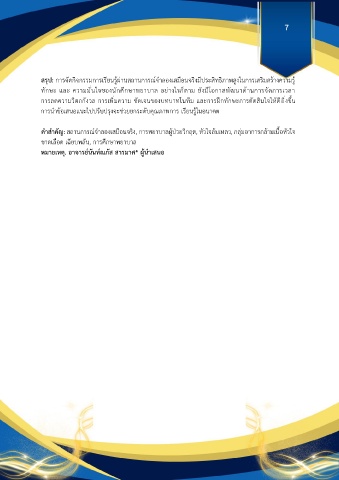 7
สรุป: การจัดกิจกรรมการเรียนรู้ผ่านสถานการณ์จำลองเสมือนจริงมีประสิทธิภาพสูงในการเสริมสร้างความรู้
ทักษะ และ ความมั่นใจของนักศึกษาพยาบาล อย่างไรก็ตาม ยังมีโอกาสพัฒนาด้านการจัดการเวลา
การลดความวิตกกังวล การเพิ่มความ ชัดเจนของบทบาทในทีม และการฝึกทักษะการตัดสินใจให้ดียิ่งขึ้น
การนำข้อเสนอแนะไปปรับปรุงจะช่วยยกระดับคุณภาพการ เรียนรู้ในอนาคต
คำสำคัญ: สถานการณ์จำลองเสมือนจริง, การพยาบาลผู้ป่วยวิกฤต, หัวใจล้มเหลว, กลุ่มอาการกล้ามเนื้อหัวใจ
ขาดเลือด เฉียบพลัน, การศึกษาพยาบาล
หมายเหตุ, อาจารย์นันท์นภัส สารมาศ* ผู้นำเสนอ